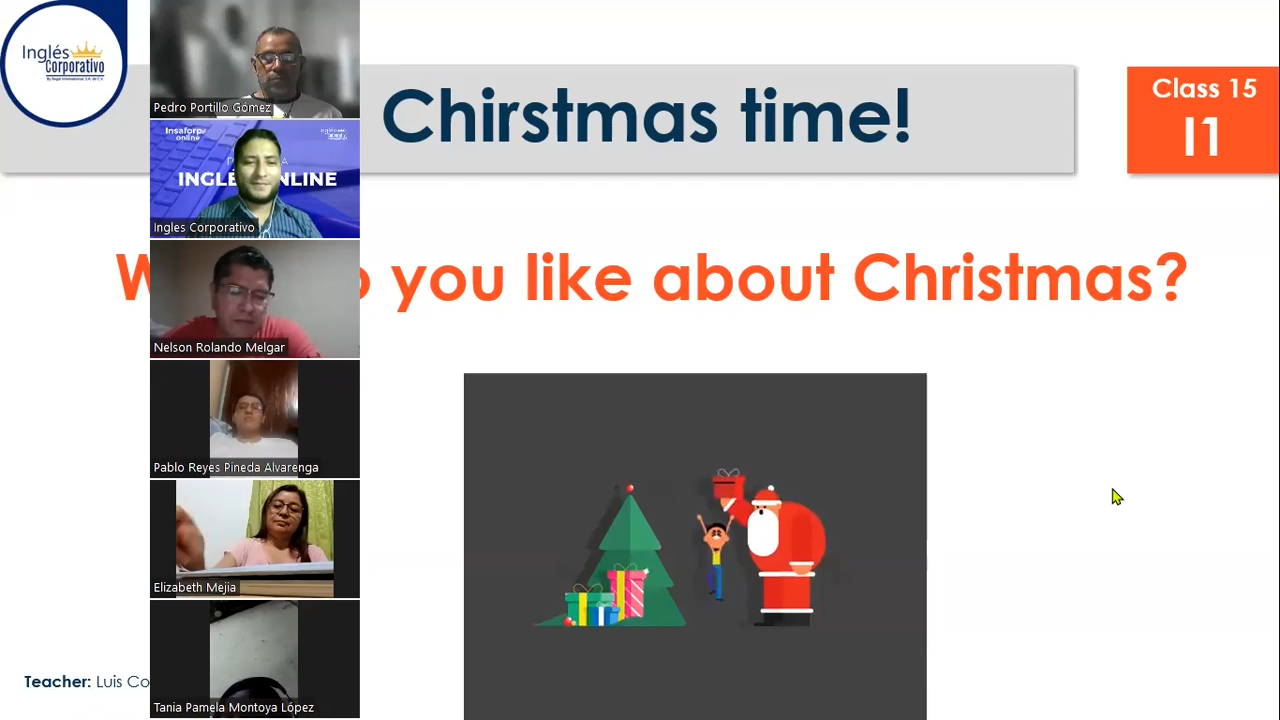 Inglés
Corporativo
Chirstmas time!
Class 15
I1
you like about Christmas?
Pedro Portillo Gómez
Insaforp
online
INGLÉ NLINE
Ingles Corporativo
Nelson Rolando Melgar
Pablo Reyes Pineda Alvarenga
Elizabeth Mejia
Tania Pamela Montoya López
Teacher: Luis Co